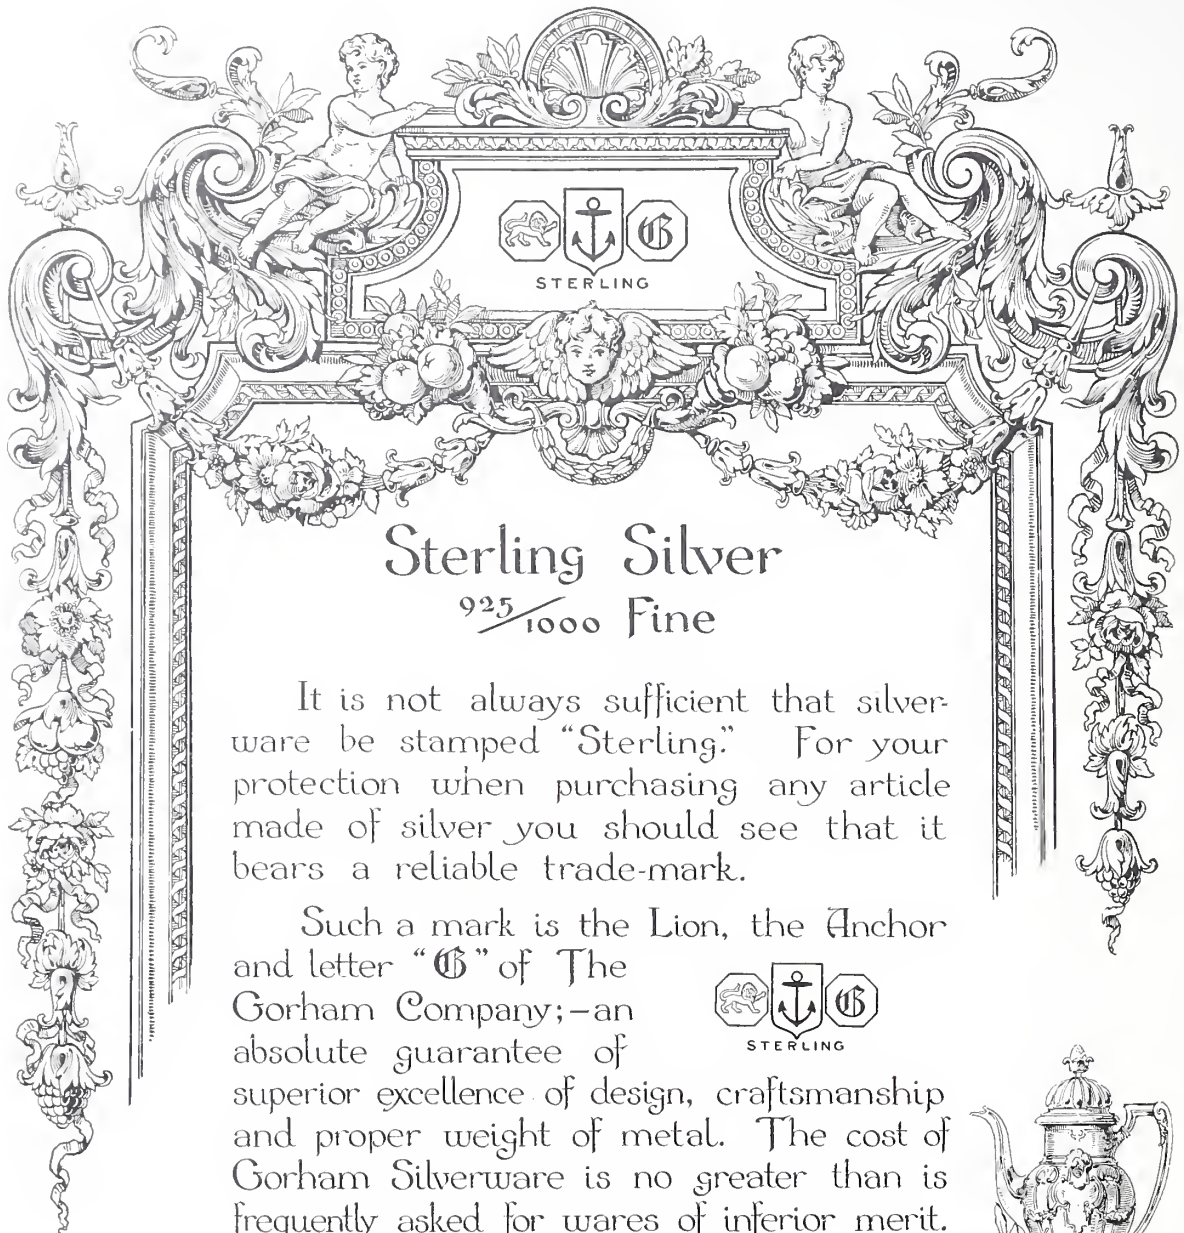 G
STERLING
Sterling Silver
925/1000 Fine
It is not always sufficient that silver-
ware be stamped “Sterling.” For your
protection when purchasing any article
made of silver you should see that it
bears a reliable trade-mark.
Such a mark is the Lion, the Anchor
and letter “G” of The
Gorham Company;–an
absolute guarantee of
G
STERLING
superior excellence of design, craftsmanship
and proper weight of metal. The cost of
Gorham Silverware is no greater than is
frequently asked for wares of inferior merit.